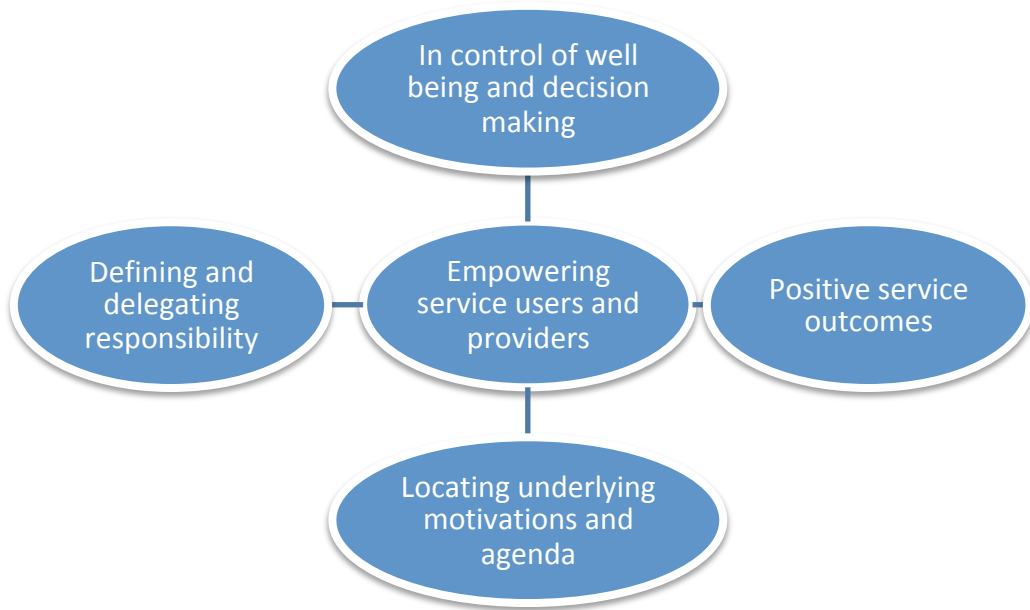 In control of well
being and decision
making
Defining and
delegating
responsibility
Empowering
service users and
providers
Positive service
outcomes
Locating underlying
motivations and
agenda